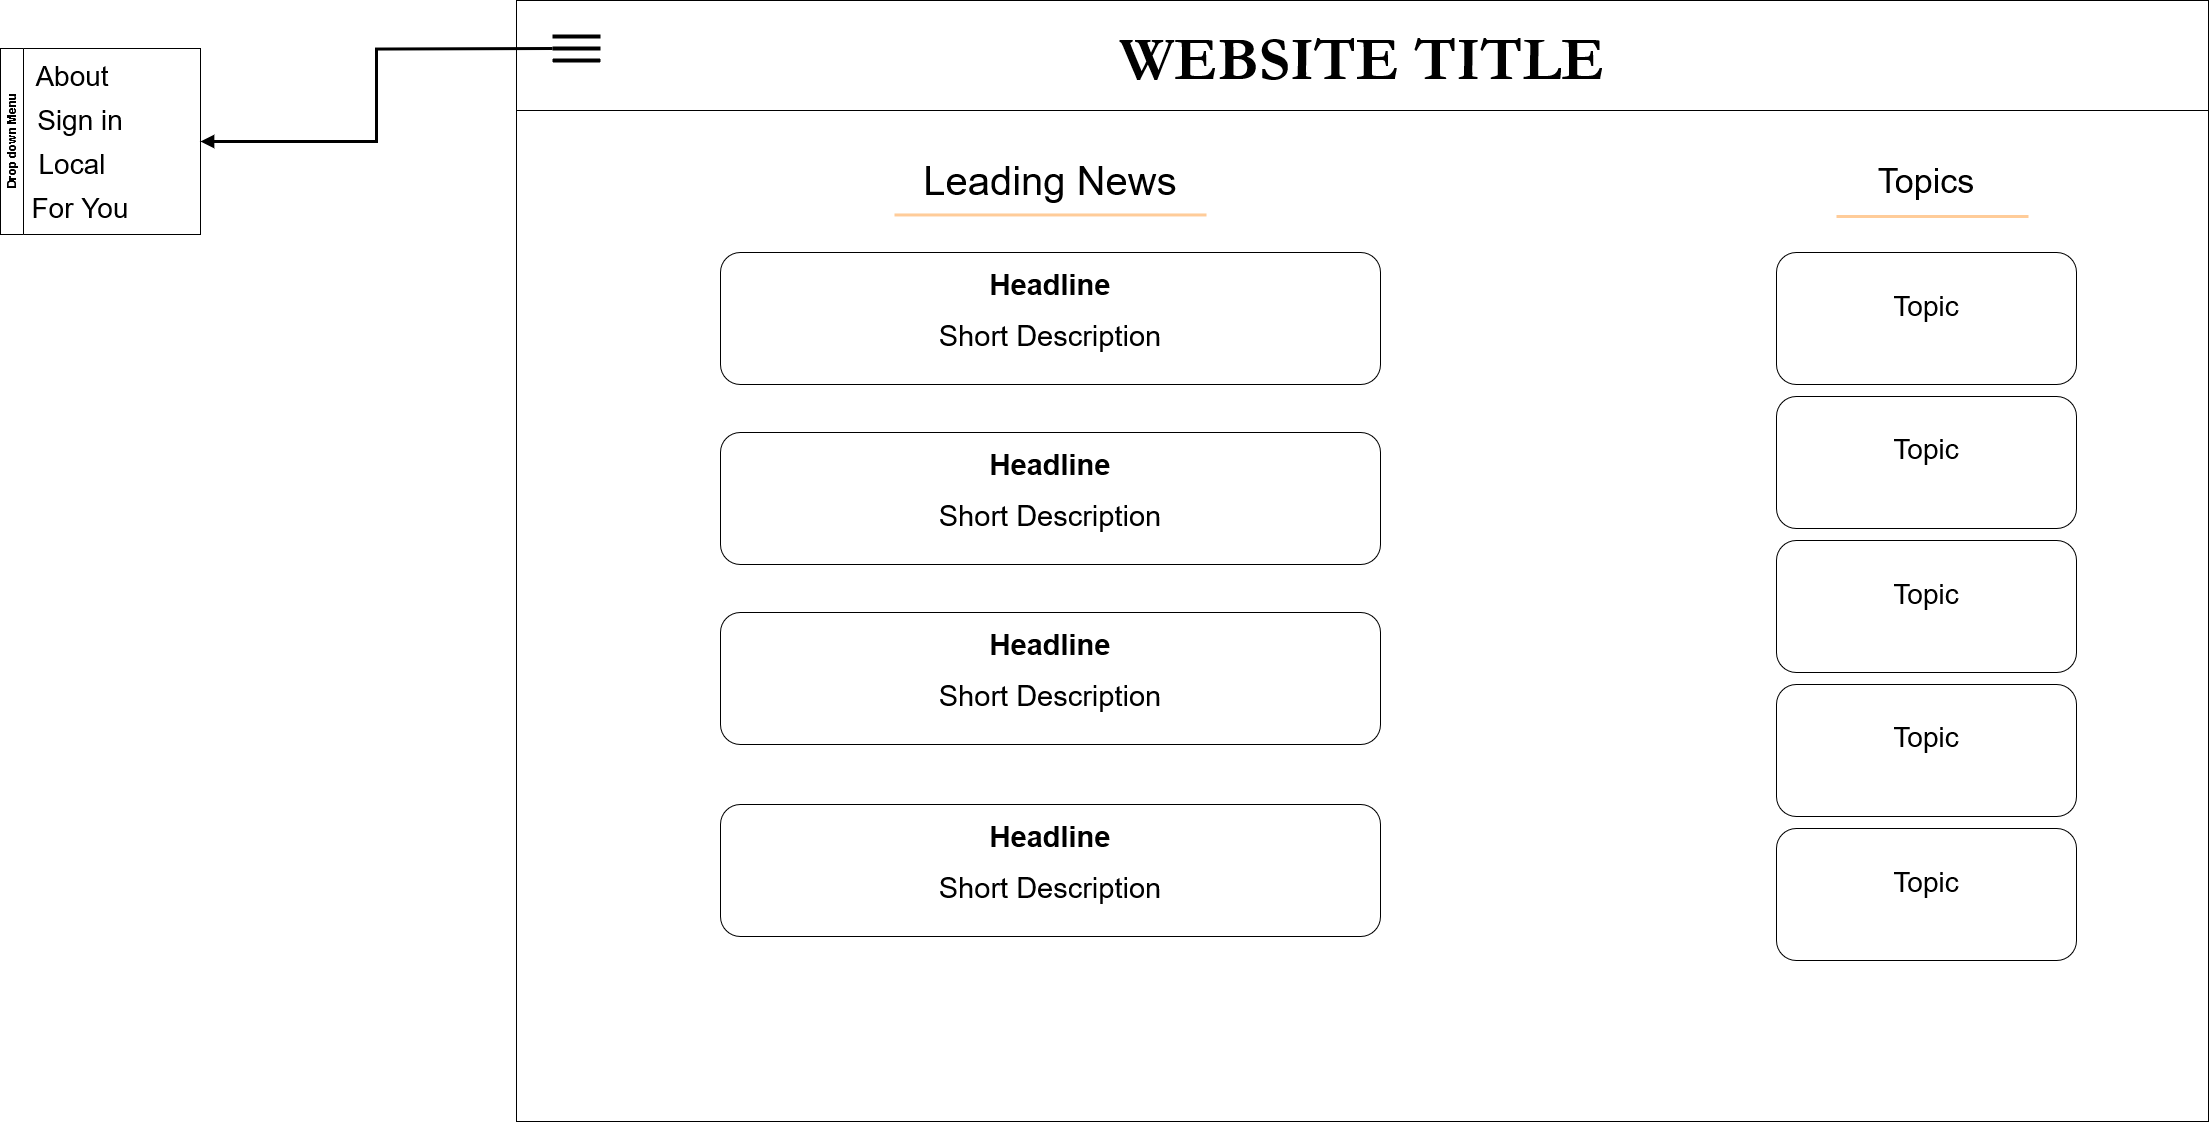 WEBSITE TITLE
Drop down Menu
About
Sign in
Local
For You
Leading News
Headline
Short Description
Headline
Short Description
Headline
Short Description
Headline
Short Description
Topics
Topic
Topic
Topic
Topic
Topic